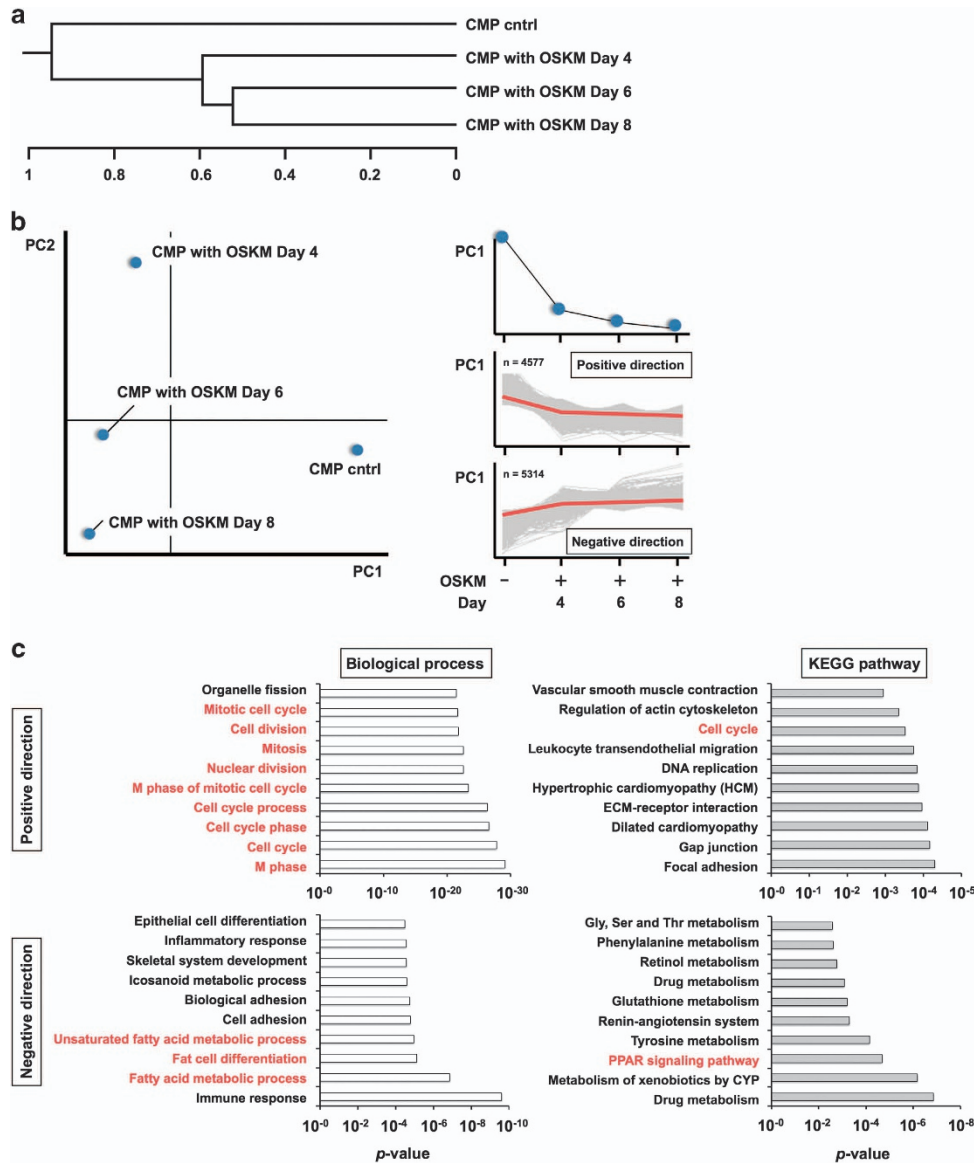 a
CMP cntrl
CMP with OSKM Day 4
CMP with OSKM Day 6
CMP with OSKM Day 8
1 0.8 0.6 0.4 0.2 0
b
PC2
CMP with OSKM Day 4
CMP with OSKM Day 6
CMP cntrl
CMP with OSKM Day 8
PC1
PC1
PC1
n = 4577
Positive direction
PC1
n = 5314
Negative direction
OSKM − + + +
Day 4 6 8
c
Biological process
Positive direction
Organelle fission
Mitotic cell cycle
Cell division
Mitosis
Nuclear division
M phase of mitotic cell cycle
Cell cycle process
Cell cycle phase
Cell cycle
M phase
10-0 10-10 10-20 10-30
KEGG pathway
Vascular smooth muscle contraction
Regulation of actin cytoskeleton
Cell cycle
Leukocyte transendothelial migration
DNA replication
Hypertrophic cardiomyopathy (HCM)
ECM-receptor interaction
Dilated cardiomyopathy
Gap junction
Focal adhesion
10-0 10-1 10-2 10-3 10-4 10-5
Negative direction
Epithelial cell differentiation
Inflammatory response
Skeletal system development
Icosanoid metabolic process
Biological adhesion
Cell adhesion
Unsaturated fatty acid metabolic process
Fat cell differentiation
Fatty acid metabolic process
Immune response
10-0 10-2 10-4 10-6 10-8 10-10
p-value
Gly, Ser and Thr metabolism
Phenylalanine metabolism
Retinol metabolism
Drug metabolism
Glutathione metabolism
Renin-angiotensin system
Tyrosine metabolism
PPAR signaling pathway
Metabolism of xenobiotics by CYP
Drug metabolism
10-0 10-2 10-4 10-6 10-8
p-value